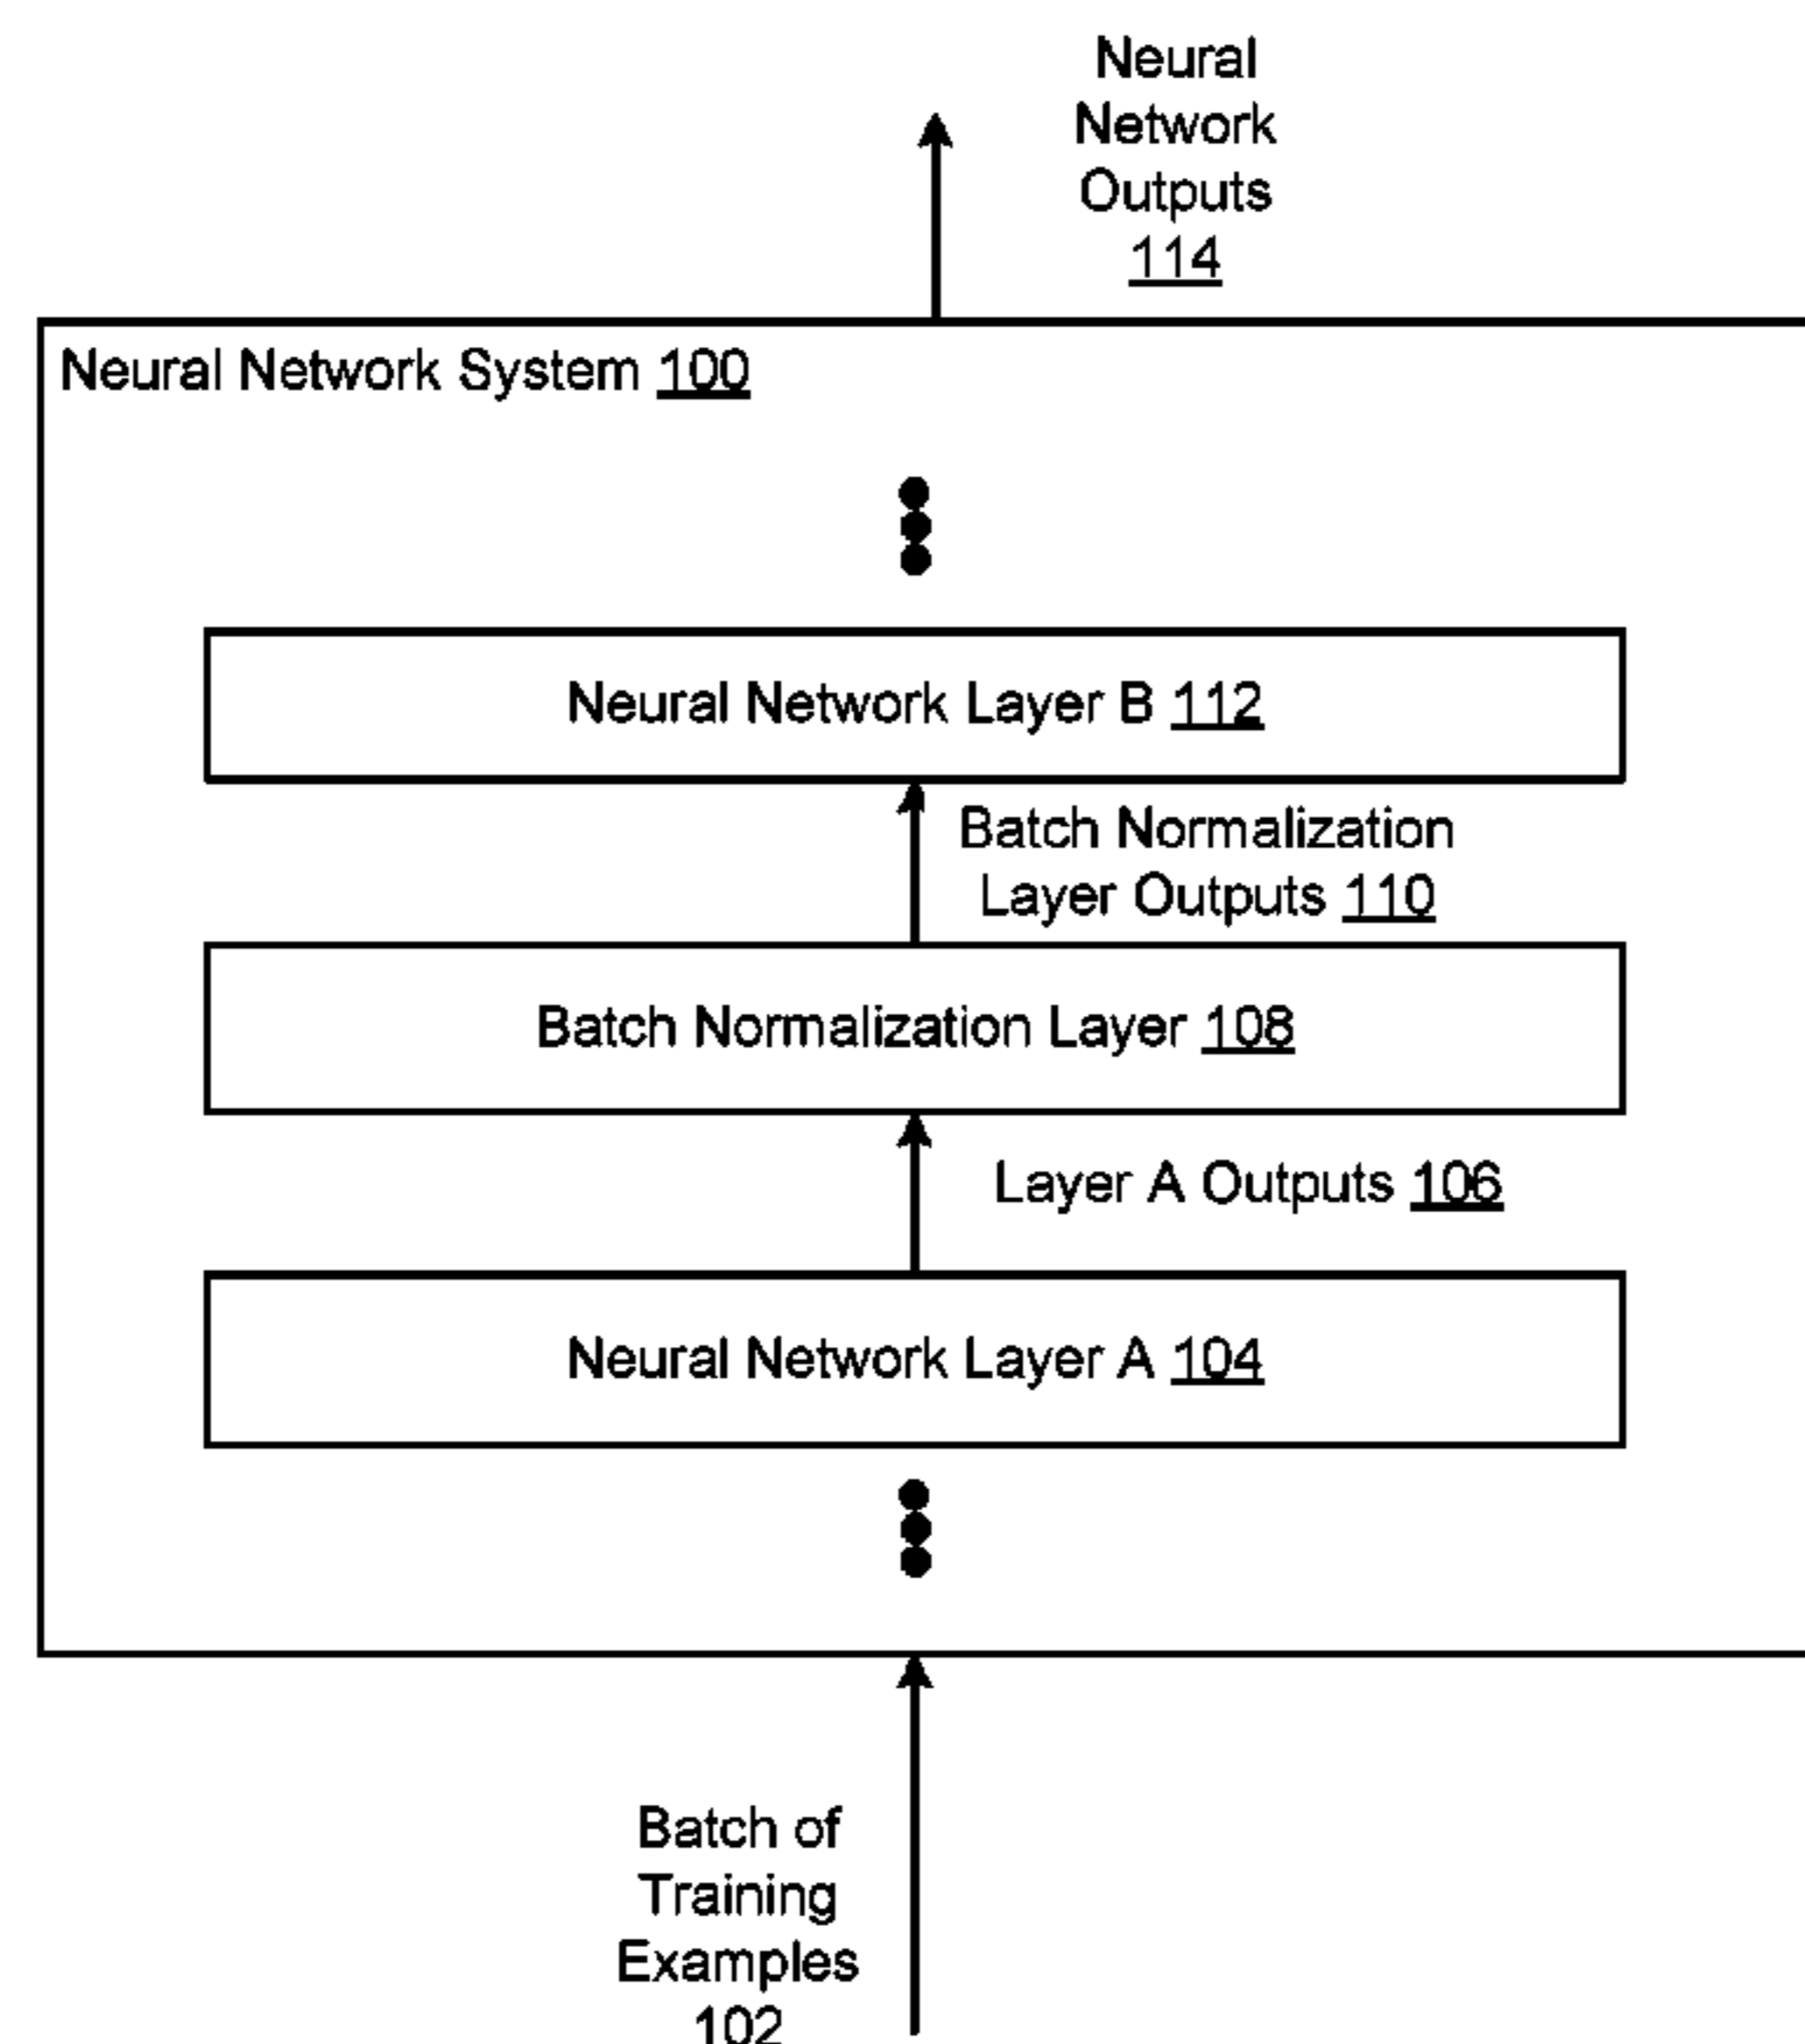 Neural
Network
Outputs
114
Neural Network System 100
Neural Network Layer B 112
Batch Normalization
Layer Outputs 110
Batch Normalization Layer 108
Layer A Outputs 106
Neural Network Layer A 104
Batch of
Training
Examples
102